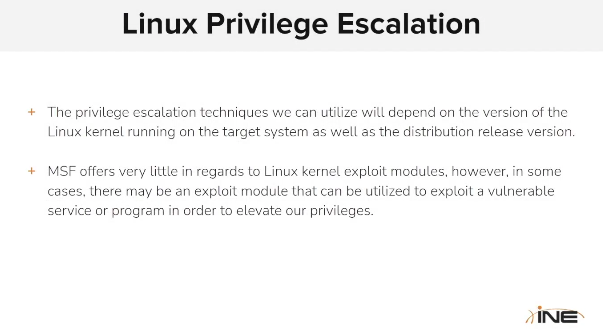 Linux Privilege Escalation
+ The privilege escalation techniques we can utilize will depend on the version of the
Linux kernel running on the target system as well as the distribution release version.
+ MSF offers very little in regards to Linux kernel exploit modules, however, in some
cases, there may be an exploit module that can be utilized to exploit a vulnerable
service or program in order to elevate our privileges.
iNE